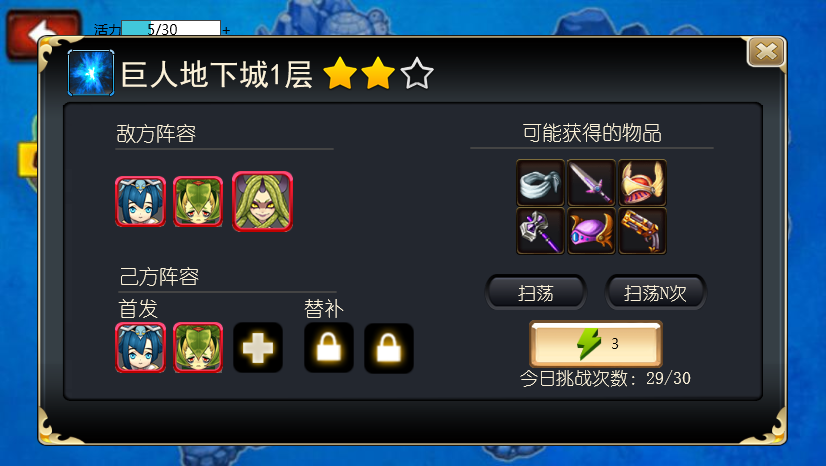 活力 5/30 +
巨人地下城1层
敌方阵容
可能获得的物品
己方阵容
首发
替补
扫荡
扫荡N次
3
今日挑战次数: 29/30